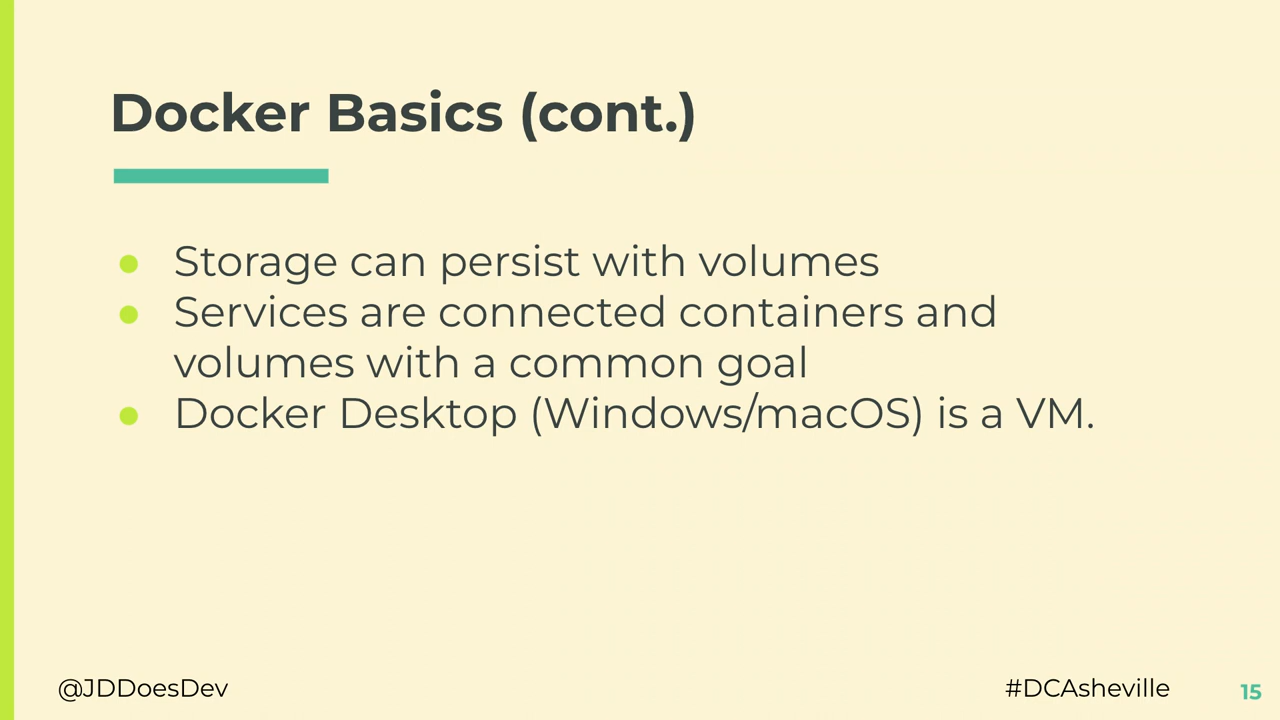 Docker Basics (cont.)
● Storage can persist with volumes
● Services are connected containers and
volumes with a common goal
● Docker Desktop (Windows/macOS) is a VM.
@JDDoesDev
#DCAsheville
15